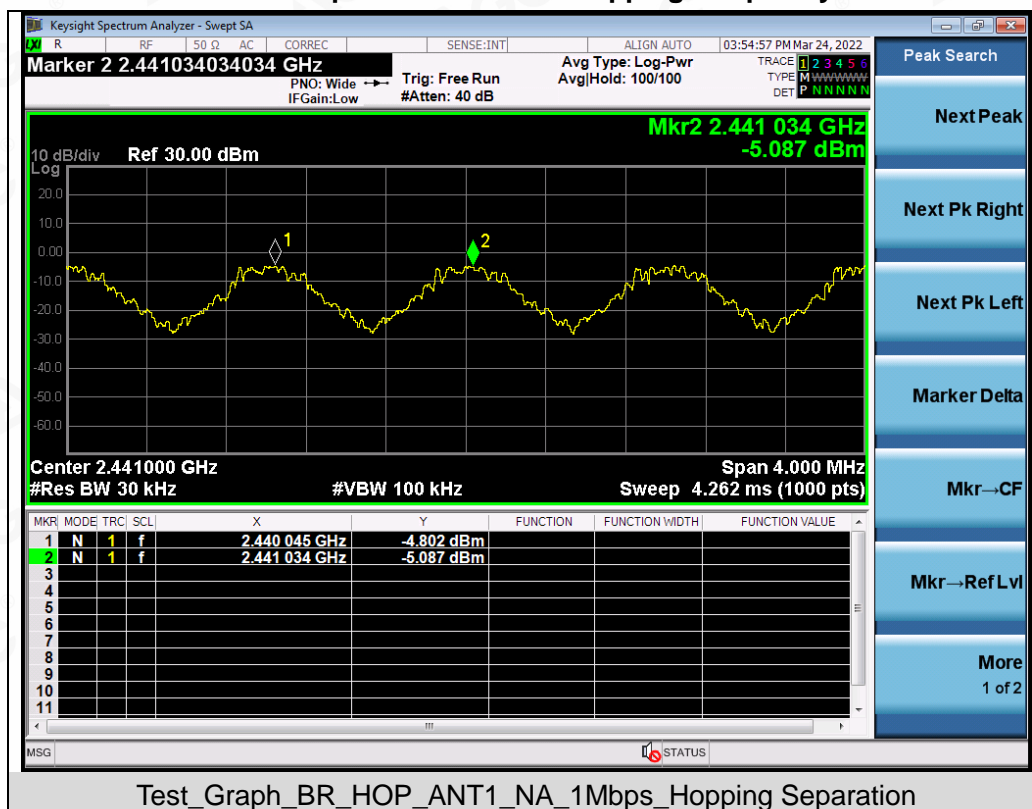 Keysight Spectrum Analyzer - Swept SA
LXI R RF 50 Ω AC CORREC SENSE:INT ALIGN AUTO 03:54:57 PM Mar 24, 2022
Marker 2 2.441034034034 GHz
PNO: Wide
IFGain:Low
Trig: Free Run
#Atten: 40 dB
Avg Type: Log-Pwr
Avg|Hold: 100/100
TRACE 1 2 3 4 5 6
TYPE M WWWWW
DET P N N N N N
Mkr2 2.441 034 GHz
-5.087 dBm
10 dB/div Ref 30.00 dBm
Log
20.0
10.0
0.00
-10.0
-20.0
-30.0
-40.0
-50.0
-60.0
1
2
Center 2.441000 GHz Span 4.000 MHz
#Res BW 30 kHz #VBW 100 kHz Sweep 4.262 ms (1000 pts)
MKR MODE TRC SCL X Y FUNCTION FUNCTION WIDTH FUNCTION VALUE
1 N 1 f 2.440 045 GHz -4.802 dBm
2 N 1 f 2.441 034 GHz -5.087 dBm
3
4
5
6
7
8
9
10
11
MSG STATUS
Peak Search
Next Peak
Next Pk Right
Next Pk Left
Marker Delta
Mkr→CF
Mkr→Ref Lvl
More
1 of 2
Test_Graph_BR_HOP_ANT1_NA_1Mbps_Hopping Separation